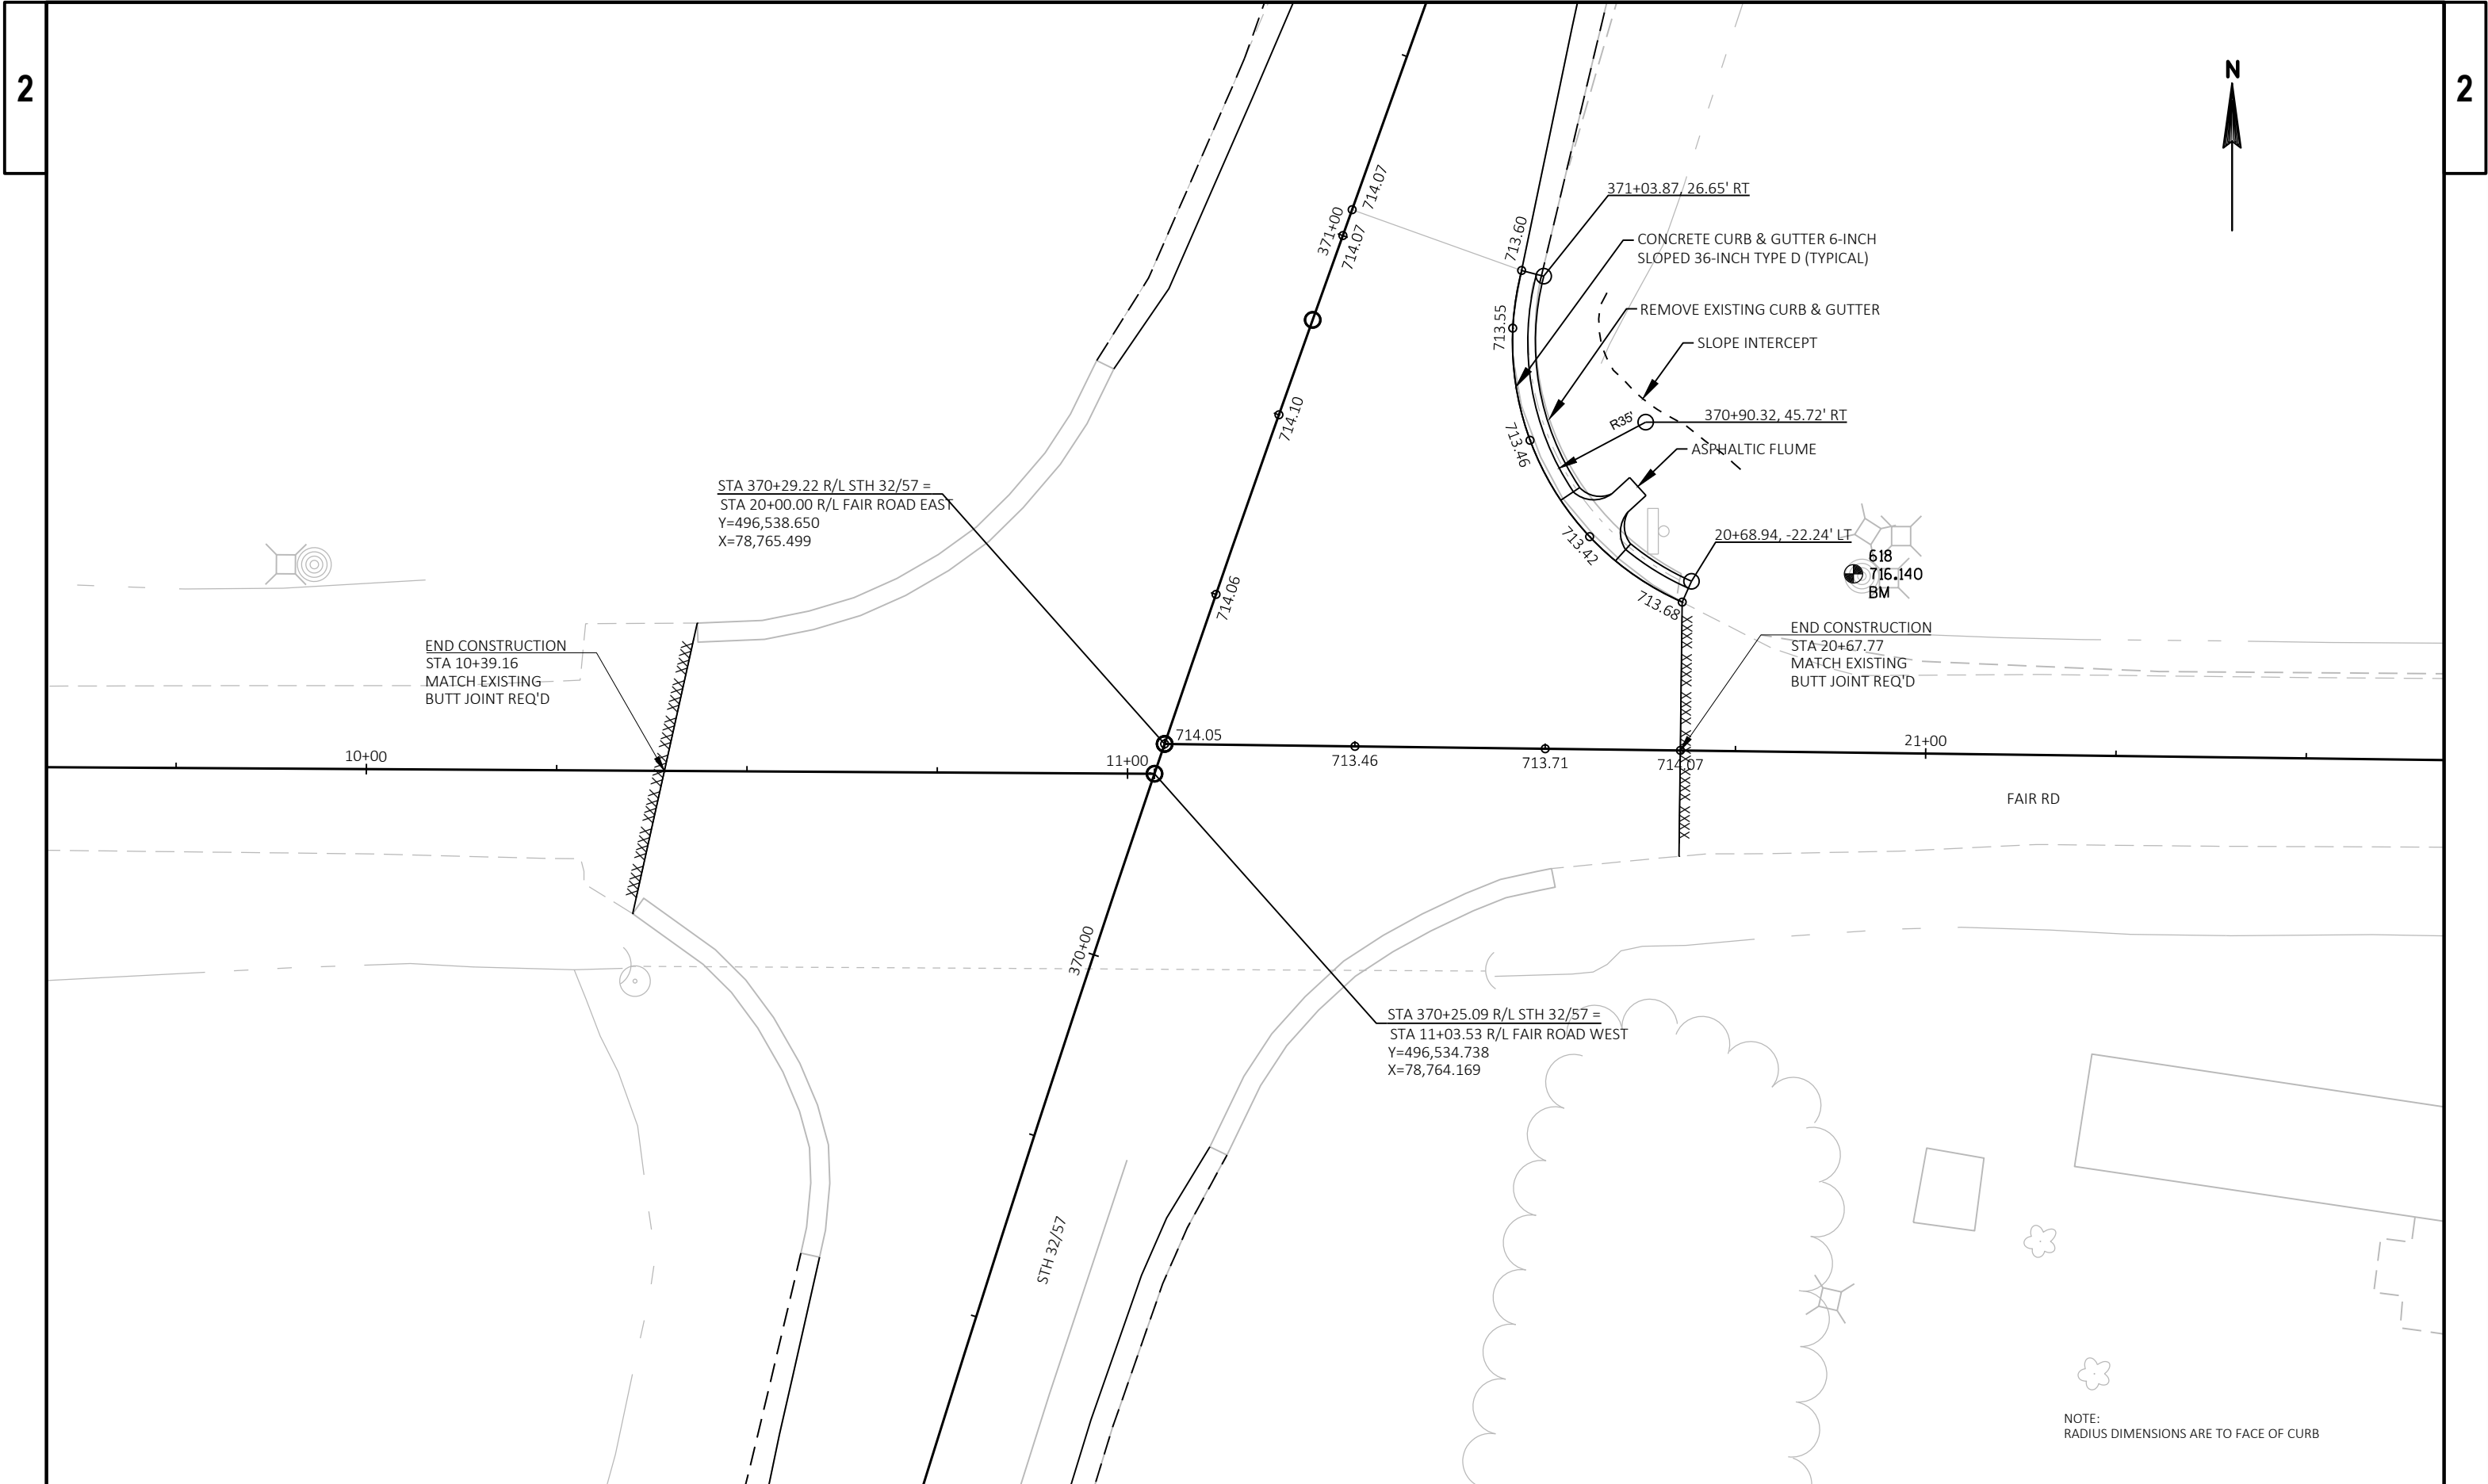 2
2
N
714.07
371+00
714.07
713.60
371+03.87, 26.65' RT
CONCRETE CURB & GUTTER 6-INCH
SLOPED 36-INCH TYPE D (TYPICAL)
713.55
REMOVE EXISTING CURB & GUTTER
SLOPE INTERCEPT
714.10
713.46
R35'
370+90.32, 45.72' RT
ASPHALTIC FLUME
STA 370+29.22 R/L STH 32/57 =
STA 20+00.00 R/L FAIR ROAD EAST
Y=496,538.650
X=78,765.499
713.42
20+68.94, -22.24' LT
618
716.140
BM
714.06
713.68
END CONSTRUCTION
STA 10+39.16
MATCH EXISTING
BUTT JOINT REQ'D
END CONSTRUCTION
STA 20+67.77
MATCH EXISTING
BUTT JOINT REQ'D
714.05
10+00
11+00
713.46
713.71
714.07
21+00
FAIR RD
370+00
STA 370+25.09 R/L STH 32/57 =
STA 11+03.53 R/L FAIR ROAD WEST
Y=496,534.738
X=78,764.169
STH 32/57
NOTE:
RADIUS DIMENSIONS ARE TO FACE OF CURB